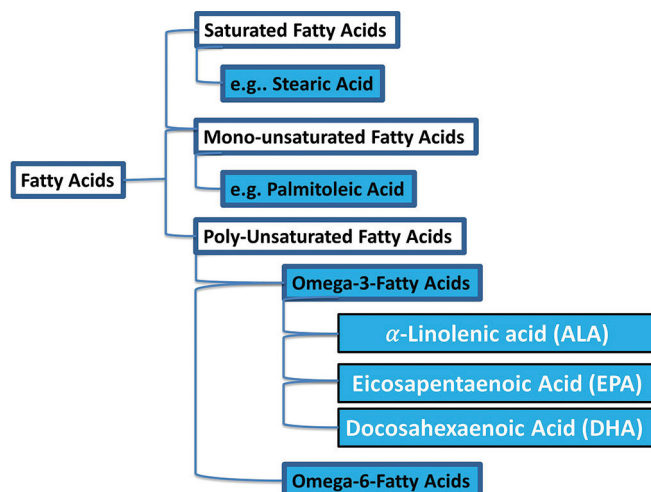 Saturated Fatty Acids
e.g.. Stearic Acid
Mono-unsaturated Fatty Acids
Fatty Acids
e.g. Palmitoleic Acid
Poly-Unsaturated Fatty Acids
Omega-3-Fatty Acids
α-Linolenic acid (ALA)
Eicosapentaenoic Acid (EPA)
Docosahexaenoic Acid (DHA)
Omega-6-Fatty Acids